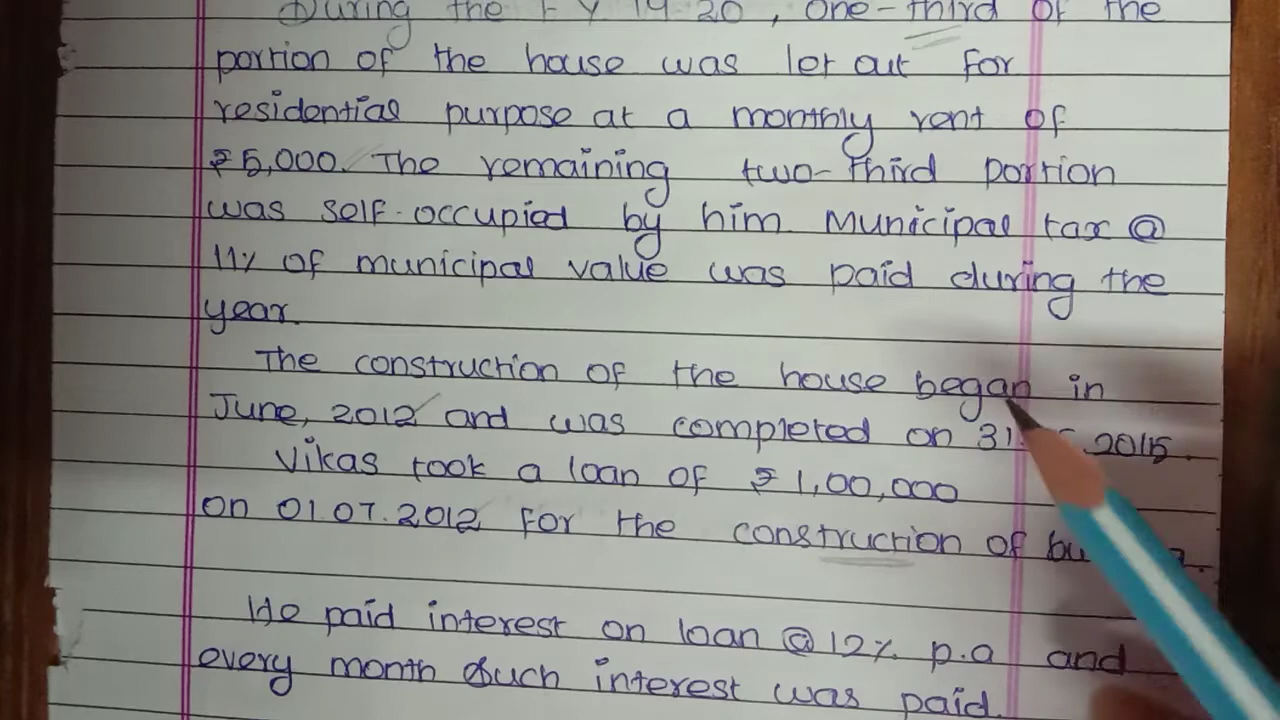 During the F Y 19-20, one-third of the
portion of the house was let out for
residential purpose at a monthly rent of
₹5,000. The remaining two-third portion
was self-occupied by him Municipal tax @
11% of municipal value was paid during the
year.
The construction of the house began in
June, 2012 and was completed on 31. 2015.
Vikas took a loan of ₹1,00,000
on 01.07.2012 for the construction of
He paid interest on loan @ 12% p.a and
every month such interest was paid.